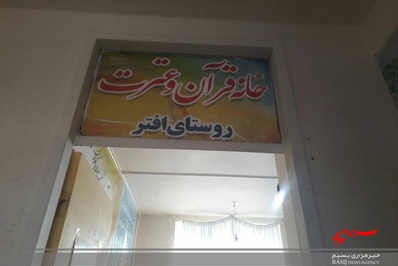 خانه قرآن و عترت
روستای افتر
خبرگزاری بسیج
BASIJ NEWS AGENCY